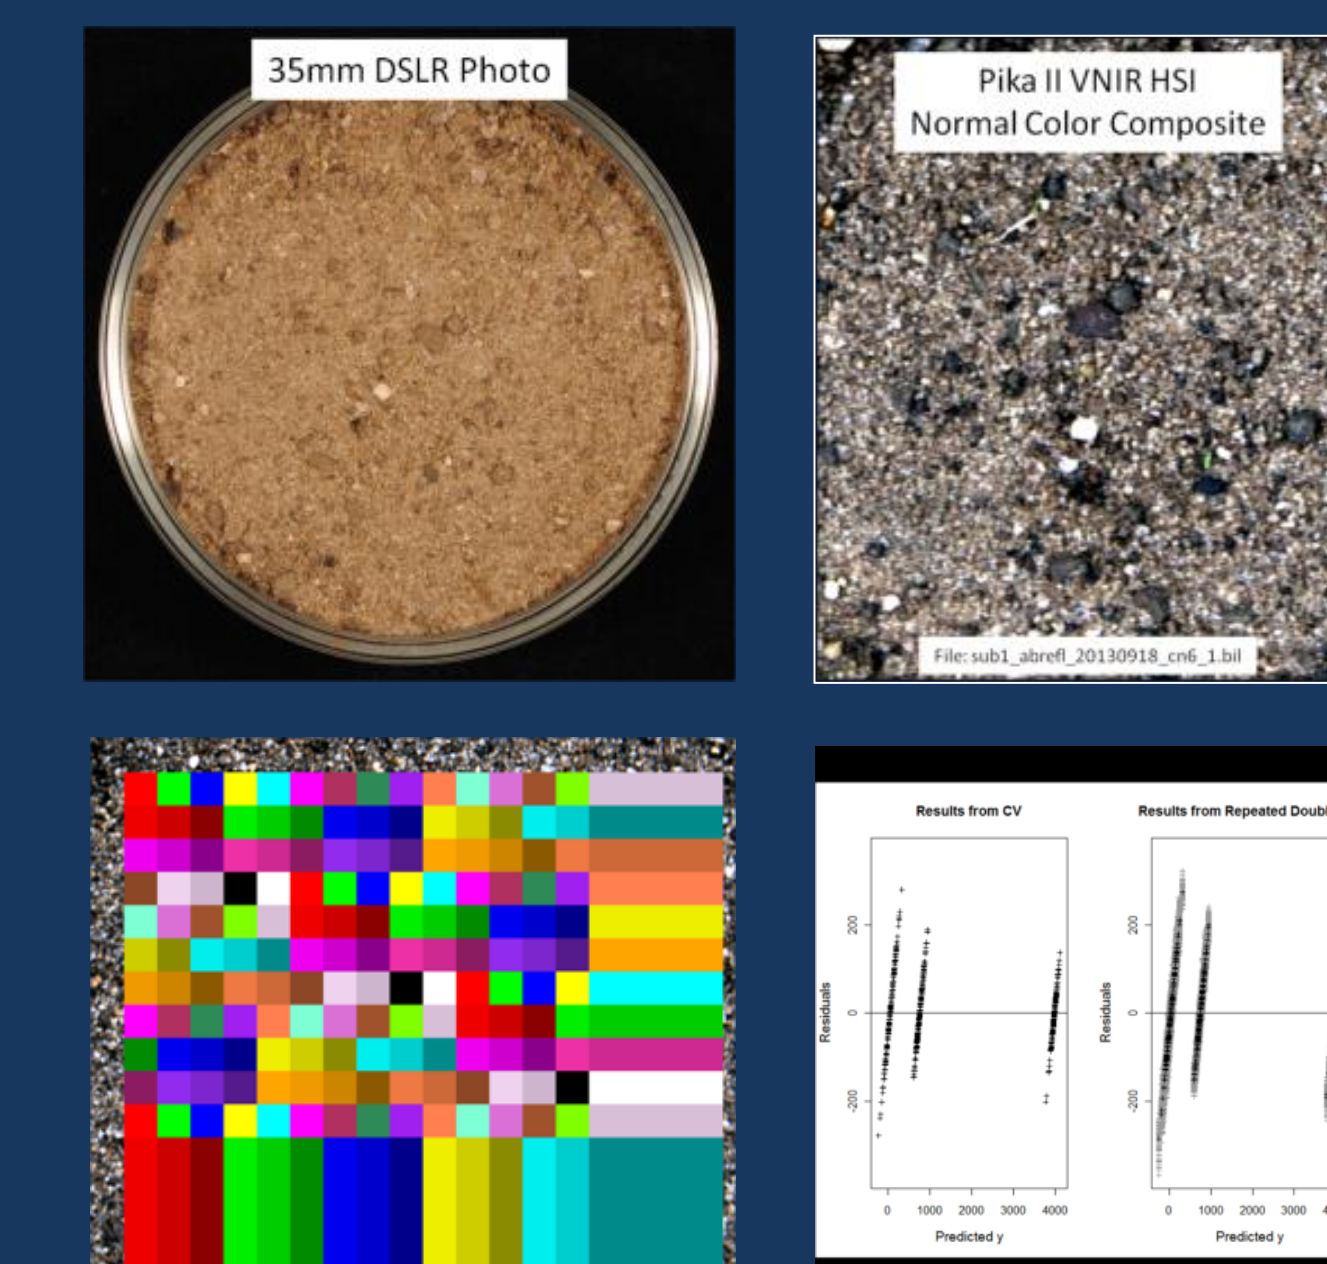 35mm DSLR Photo
Pika II VNIR HSI
Normal Color Composite
File: sub1_abrefl_20130918_cn6_1.bil
Results from CV
200
0
-200
Residuals
0 1000 2000 3000 4000
Predicted y
Results from Repeated
200
0
-200
Residuals
0 1000 2000 3000
Predicted y